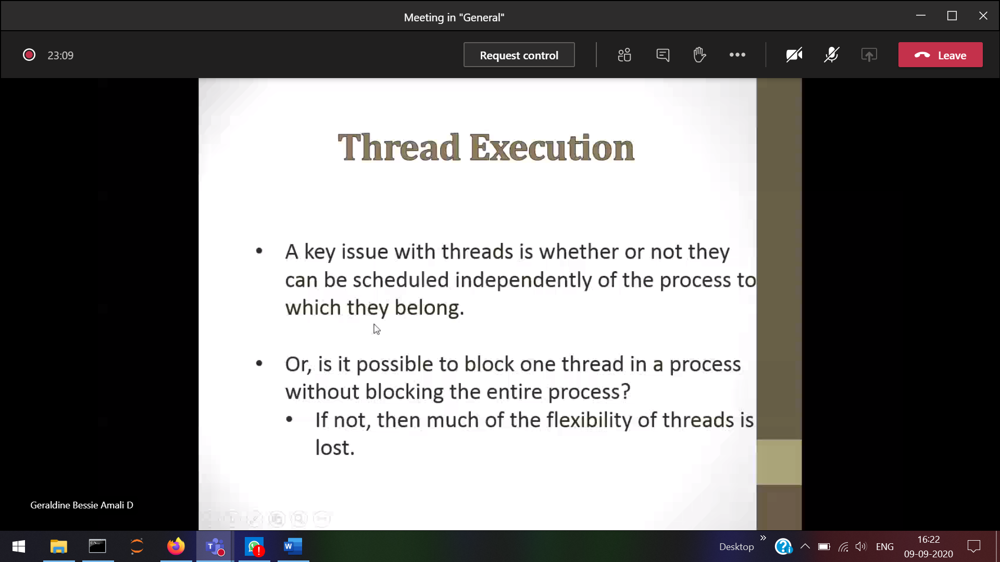 Meeting in "General"
23:09
Request control
Leave
Thread Execution
• A key issue with threads is whether or not they
can be scheduled independently of the process to
which they belong.
• Or, is it possible to block one thread in a process
without blocking the entire process?
• If not, then much of the flexibility of threads is
lost.
Geraldine Bessie Amali D
Desktop
ENG
16:22
09-09-2020